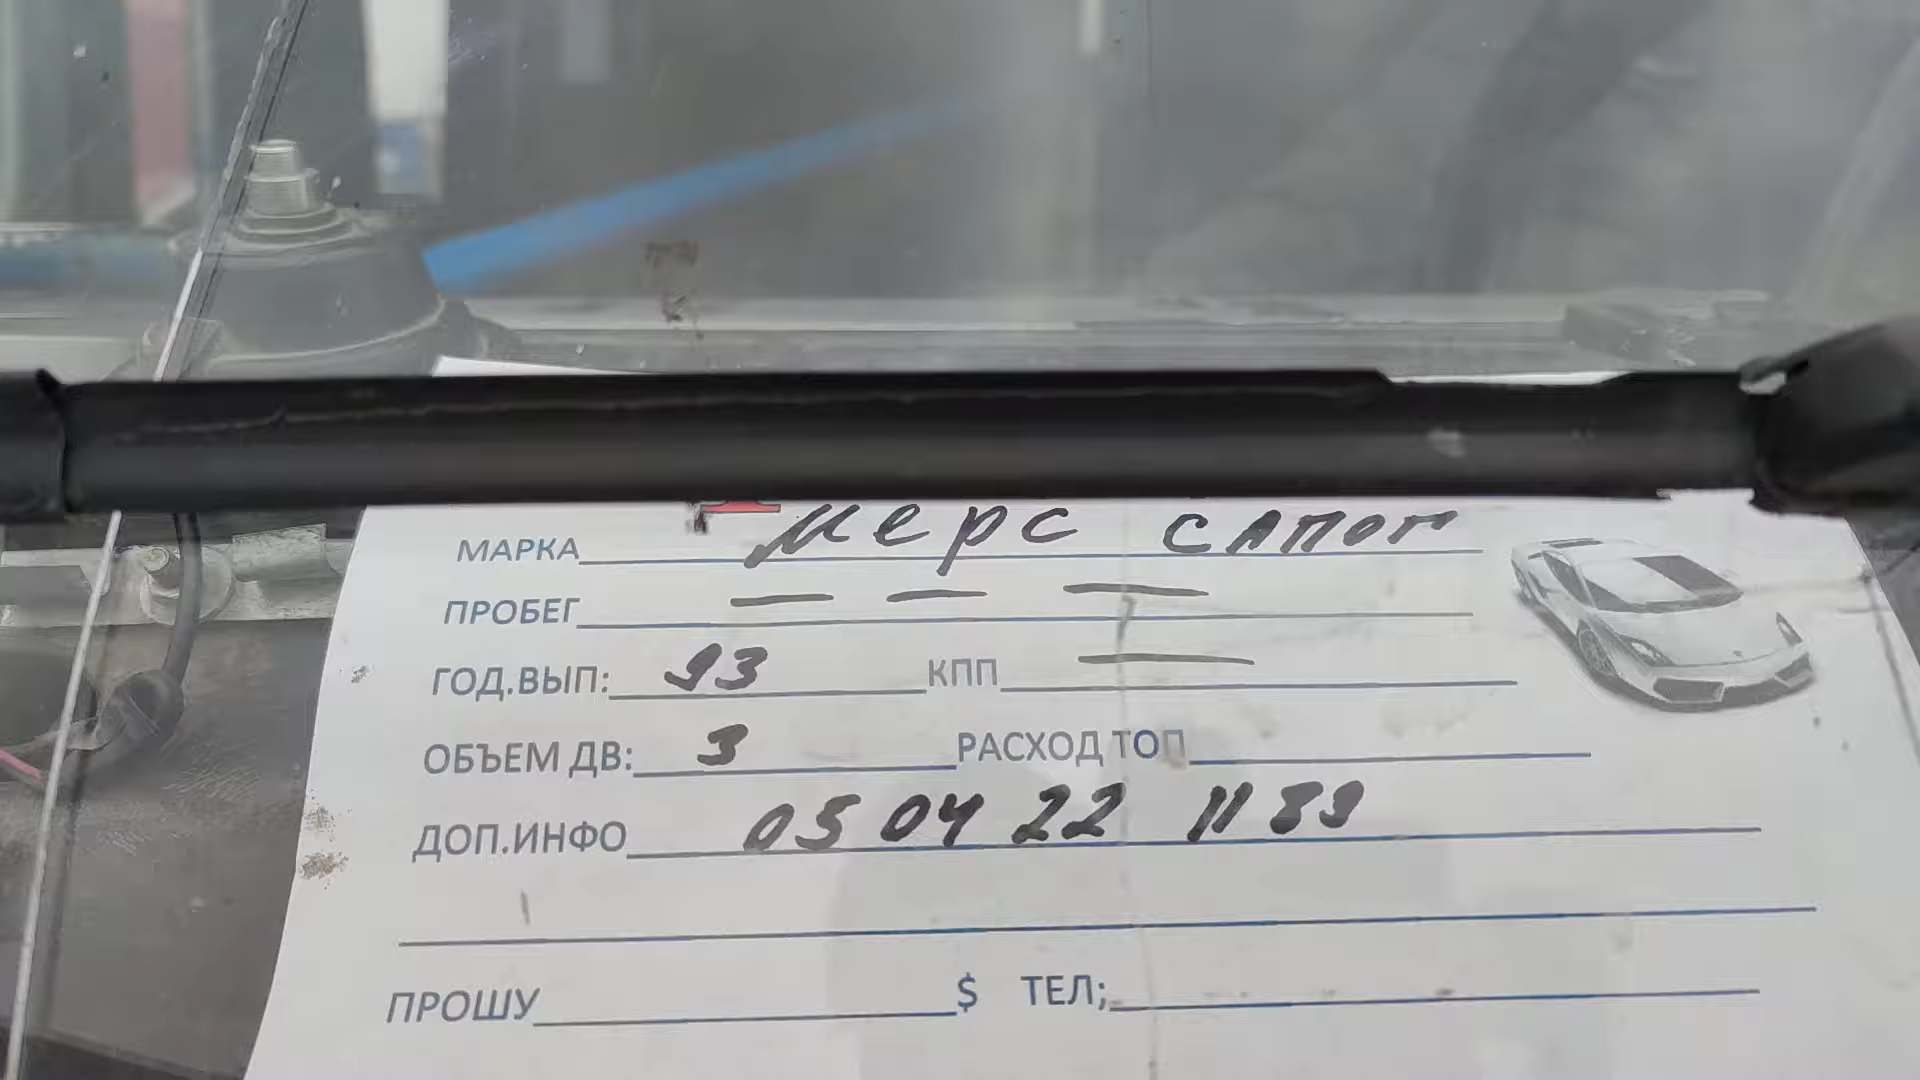 МАРКА мерс сапог
ПРОБЕГ — — —
ГОД.ВЫП: 93 КПП —
ОБЪЕМ ДВ: 3 РАСХОД ТОП
ДОП.ИНФО 05 04 22 11 89
ПРОШУ $ ТЕЛ;